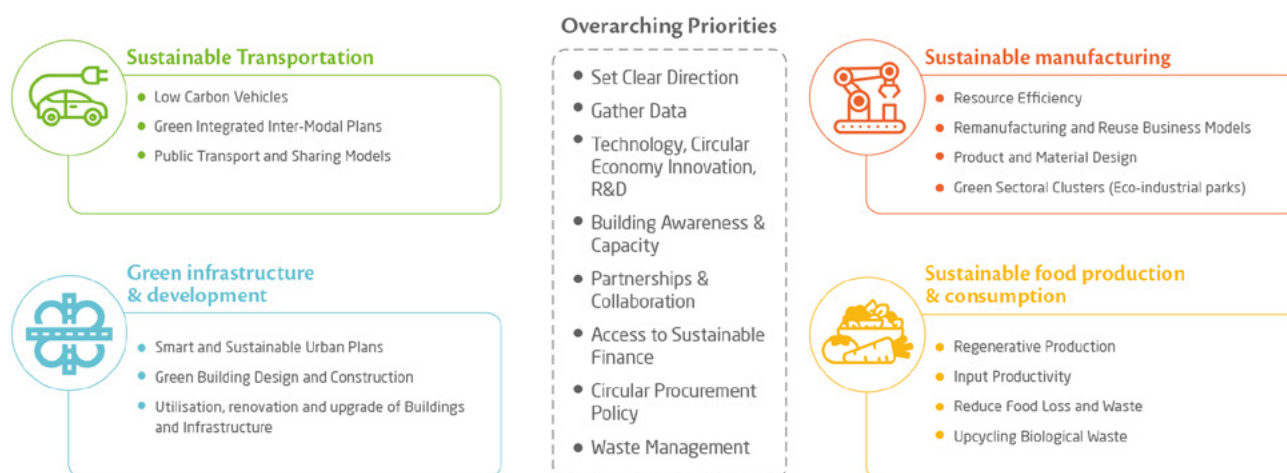 Sustainable Transportation
Low Carbon Vehicles
Green Integrated Inter-Modal Plans
Public Transport and Sharing Models
Green infrastructure
& development
Smart and Sustainable Urban Plans
Green Building Design and Construction
Utilisation, renovation and upgrade of Buildings
and Infrastructure
Overarching Priorities
Set Clear Direction
Gather Data
Technology, Circular
Economy Innovation,
R&D
Building Awareness &
Capacity
Partnerships &
Collaboration
Access to Sustainable
Finance
Circular Procurement
Policy
Waste Management
Sustainable manufacturing
Resource Efficiency
Remanufacturing and Reuse Business Models
Product and Material Design
Green Sectoral Clusters (Eco-industrial parks)
Sustainable food production
& consumption
Regenerative Production
Input Productivity
Reduce Food Loss and Waste
Upcycling Biological Waste